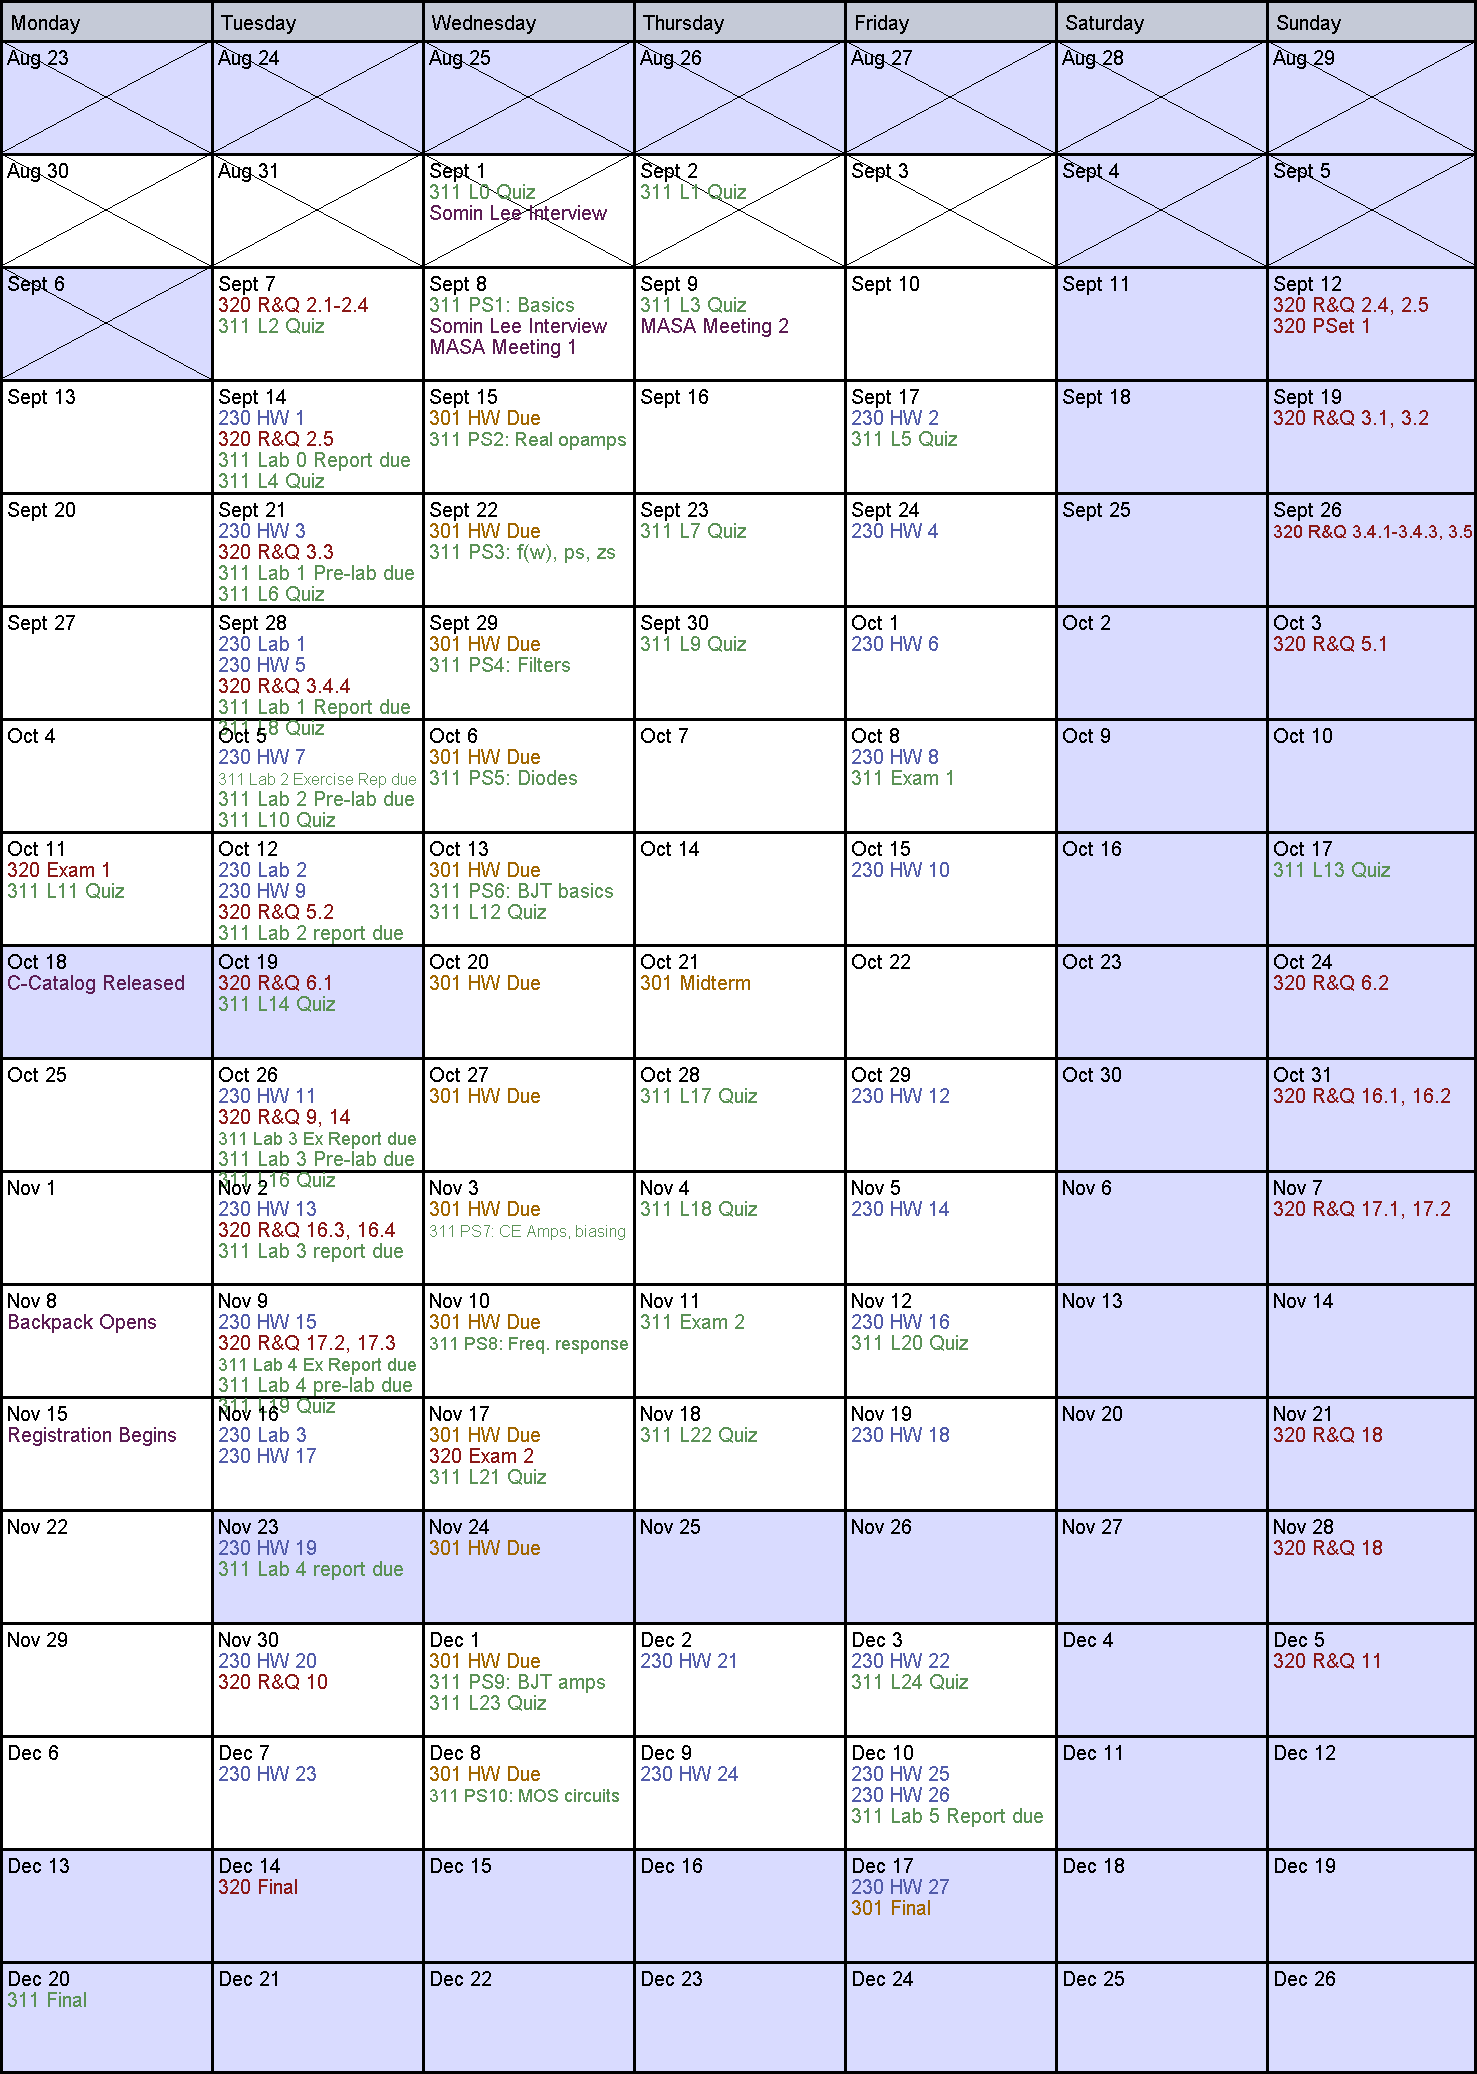 Monday Tuesday Wednesday Thursday Friday Saturday Sunday
Aug 23
Aug 24
Aug 25
Aug 26
Aug 27
Aug 28
Aug 29
Aug 30
Aug 31
Sept 1
311 L0 Quiz
Somin Lee Interview
Sept 2
311 L1 Quiz
Sept 3
Sept 4
Sept 5
Sept 6
Sept 7
320 R&Q 2.1-2.4
311 L2 Quiz
Sept 8
311 PS1: Basics
Somin Lee Interview
MASA Meeting 1
Sept 9
311 L3 Quiz
MASA Meeting 2
Sept 10
Sept 11
Sept 12
320 R&Q 2.4, 2.5
320 PSet 1
Sept 13
Sept 14
230 HW 1
320 R&Q 2.5
311 Lab 0 Report due
311 L4 Quiz
Sept 15
301 HW Due
311 PS2: Real opamps
Sept 16
Sept 17
230 HW 2
311 L5 Quiz
Sept 18
Sept 19
320 R&Q 3.1, 3.2
Sept 20
Sept 21
230 HW 3
320 R&Q 3.3
311 Lab 1 Pre-lab due
311 L6 Quiz
Sept 22
301 HW Due
311 PS3: f(w), ps, zs
Sept 23
311 L7 Quiz
Sept 24
230 HW 4
Sept 25
Sept 26
320 R&Q 3.4.1-3.4.3, 3.5
Sept 27
Sept 28
230 Lab 1
230 HW 5
320 R&Q 3.4.4
311 Lab 1 Report due
311 L8 Quiz
Sept 29
301 HW Due
311 PS4: Filters
Sept 30
311 L9 Quiz
Oct 1
230 HW 6
Oct 2
Oct 3
320 R&Q 5.1
Oct 4
Oct 5
230 HW 7
311 Lab 2 Exercise Rep due
311 Lab 2 Pre-lab due
311 L10 Quiz
Oct 6
301 HW Due
311 PS5: Diodes
Oct 7
Oct 8
230 HW 8
311 Exam 1
Oct 9
Oct 10
Oct 11
320 Exam 1
311 L11 Quiz
Oct 12
230 Lab 2
230 HW 9
320 R&Q 5.2
311 Lab 2 report due
Oct 13
301 HW Due
311 PS6: BJT basics
311 L12 Quiz
Oct 14
Oct 15
230 HW 10
Oct 16
Oct 17
311 L13 Quiz
Oct 18
C-Catalog Released
Oct 19
320 R&Q 6.1
311 L14 Quiz
Oct 20
301 HW Due
Oct 21
301 Midterm
Oct 22
Oct 23
Oct 24
320 R&Q 6.2
Oct 25
Oct 26
230 HW 11
320 R&Q 9, 14
311 Lab 3 Ex Report due
311 Lab 3 Pre-lab due
311 L16 Quiz
Oct 27
301 HW Due
Oct 28
311 L17 Quiz
Oct 29
230 HW 12
Oct 30
Oct 31
320 R&Q 16.1, 16.2
Nov 1
Nov 2
230 HW 13
320 R&Q 16.3, 16.4
311 Lab 3 report due
Nov 3
301 HW Due
311 PS7: CE Amps, biasing
Nov 4
311 L18 Quiz
Nov 5
230 HW 14
Nov 6
Nov 7
320 R&Q 17.1, 17.2
Nov 8
Backpack Opens
Nov 9
230 HW 15
320 R&Q 17.2, 17.3
311 Lab 4 Ex Report due
311 Lab 4 pre-lab due
311 L19 Quiz
Nov 10
301 HW Due
311 PS8: Freq. response
Nov 11
311 Exam 2
Nov 12
230 HW 16
311 L20 Quiz
Nov 13
Nov 14
Nov 15
Registration Begins
Nov 16
230 Lab 3
230 HW 17
Nov 17
301 HW Due
320 Exam 2
311 L21 Quiz
Nov 18
311 L22 Quiz
Nov 19
230 HW 18
Nov 20
Nov 21
320 R&Q 18
Nov 22
Nov 23
230 HW 19
311 Lab 4 report due
Nov 24
301 HW Due
Nov 25
Nov 26
Nov 27
Nov 28
320 R&Q 18
Nov 29
Nov 30
230 HW 20
320 R&Q 10
Dec 1
301 HW Due
311 PS9: BJT amps
311 L23 Quiz
Dec 2
230 HW 21
Dec 3
230 HW 22
311 L24 Quiz
Dec 4
Dec 5
320 R&Q 11
Dec 6
Dec 7
230 HW 23
Dec 8
301 HW Due
311 PS10: MOS circuits
Dec 9
230 HW 24
Dec 10
230 HW 25
230 HW 26
311 Lab 5 Report due
Dec 11
Dec 12
Dec 13
Dec 14
320 Final
Dec 15
Dec 16
Dec 17
230 HW 27
301 Final
Dec 18
Dec 19
Dec 20
311 Final
Dec 21
Dec 22
Dec 23
Dec 24
Dec 25
Dec 26